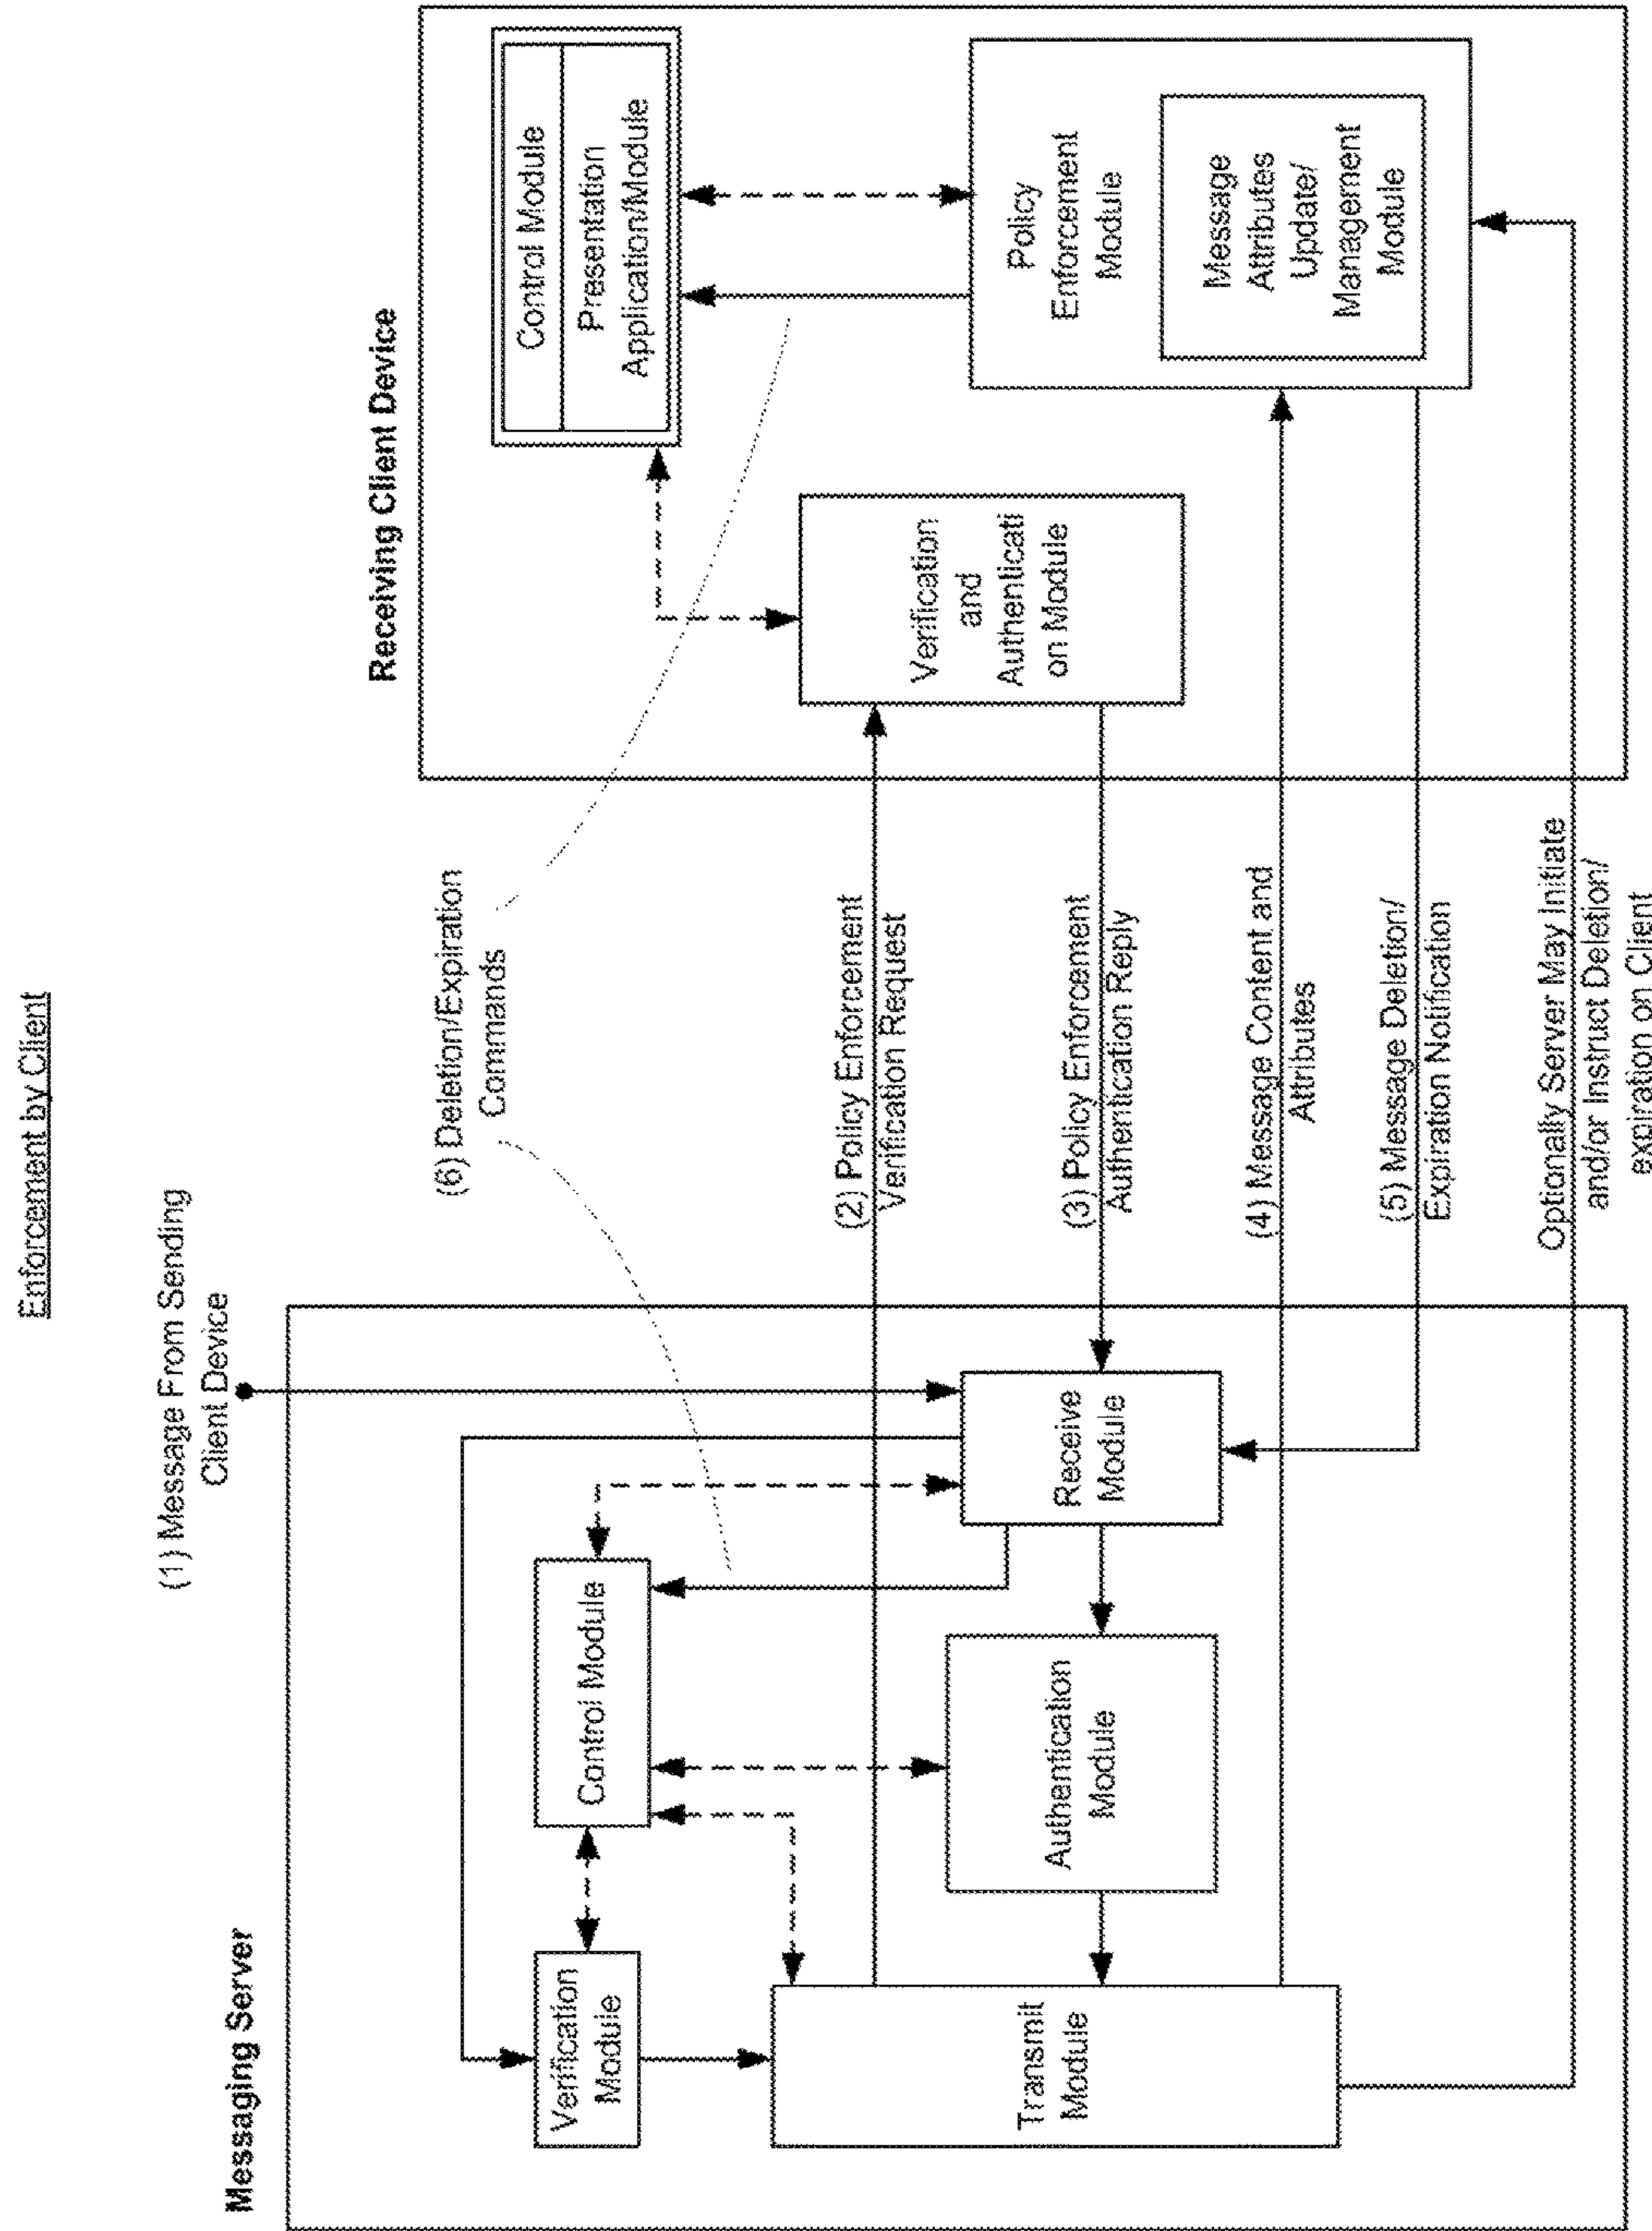 Enforcement by Client
(1) Message From Sending
Client Device
Messaging Server
Receiving Client Device
(6) Deletion/Expiration
Commands
Verification
Module
Control Module
Control Module
Presentation
Application/Module
Transmit
Module
Authentication
Module
Receive
Module
(2) Policy Enforcement
Verification Request
(3) Policy Enforcement
Authentication Reply
(4) Message Content and
Attributes
(5) Message Deletion/
Expiration Notification
Optionally Server May Initiate
and/or Instruct Deletion/
expiration on Client
Verification
and
Authenticati
on Module
Policy
Enforcement
Module
Message
Attributes
Update/
Management
Module